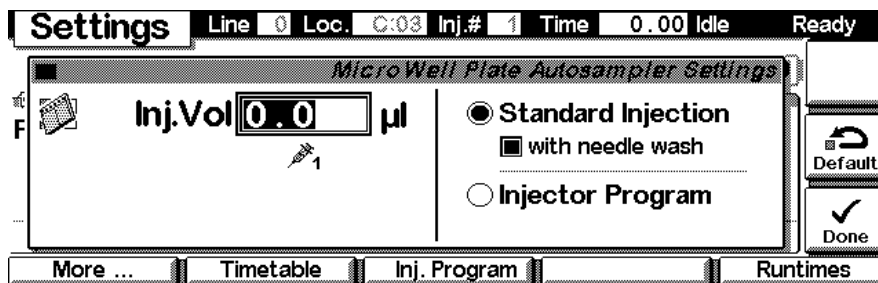 Settings Line 0 Loc. C:03 Inj.# 1 Time 0.00 Idle Ready
MicroWell Plate Autosampler Settings
F
Inj.Vol 0.0 µl
1
Standard Injection
with needle wash
Injector Program
Default
Done
More ... Timetable Inj. Program Runtimes